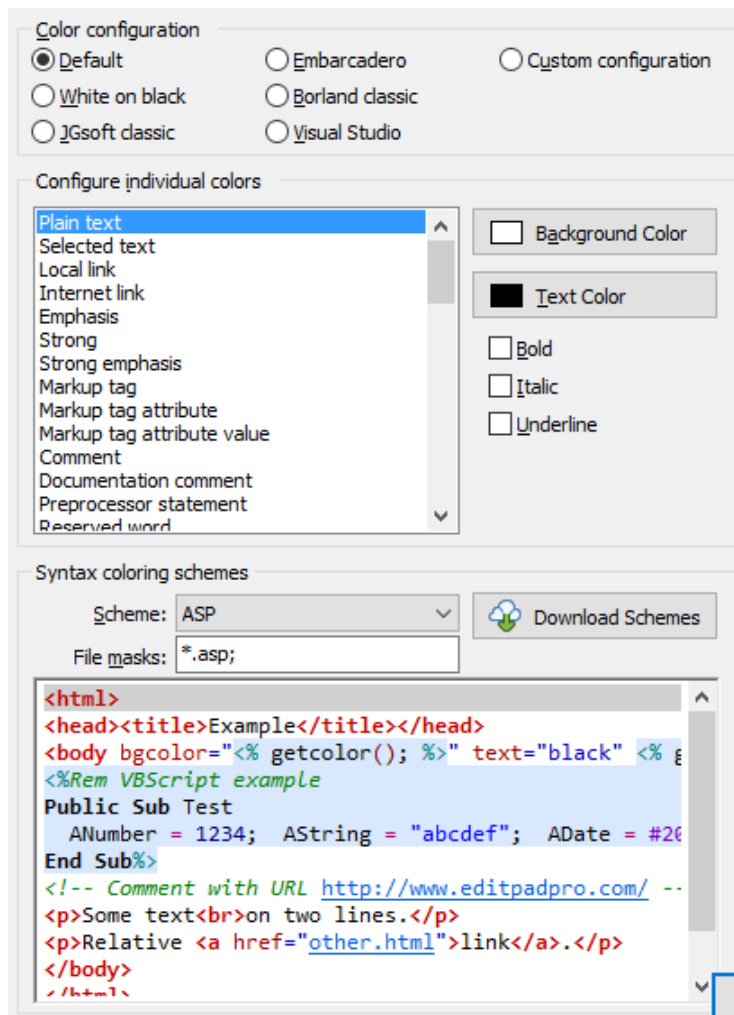 Color configuration
Default Embarcadero Custom configuration
White on black Borland classic
JGsoft classic Visual Studio
Configure individual colors
Plain text
Selected text
Local link
Internet link
Emphasis
Strong
Strong emphasis
Markup tag
Markup tag attribute
Markup tag attribute value
Comment
Documentation comment
Preprocessor statement
Reserved word
Background Color
Text Color
Bold
Italic
Underline
Syntax coloring schemes
Scheme: ASP Download Schemes
File masks: *.asp;
<html>
<head><title>Example</title></head>
<body bgcolor="<% getcolor(); %>" text="black" <% g
<%Rem VBScript example
Public Sub Test
ANumber = 1234; AString = "abcdef"; ADate = #20
End Sub%>
<!-- Comment with URL http://www.editpadpro.com/ --
<p>Some text<br>on two lines.</p>
<p>Relative <a href="other.html">link</a>.</p>
</body>
</html>